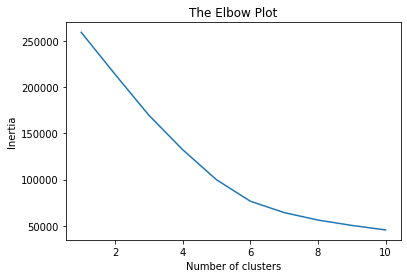 The Elbow Plot
250000
200000
150000
100000
50000
Inertia
2 4 6 8 10
Number of clusters